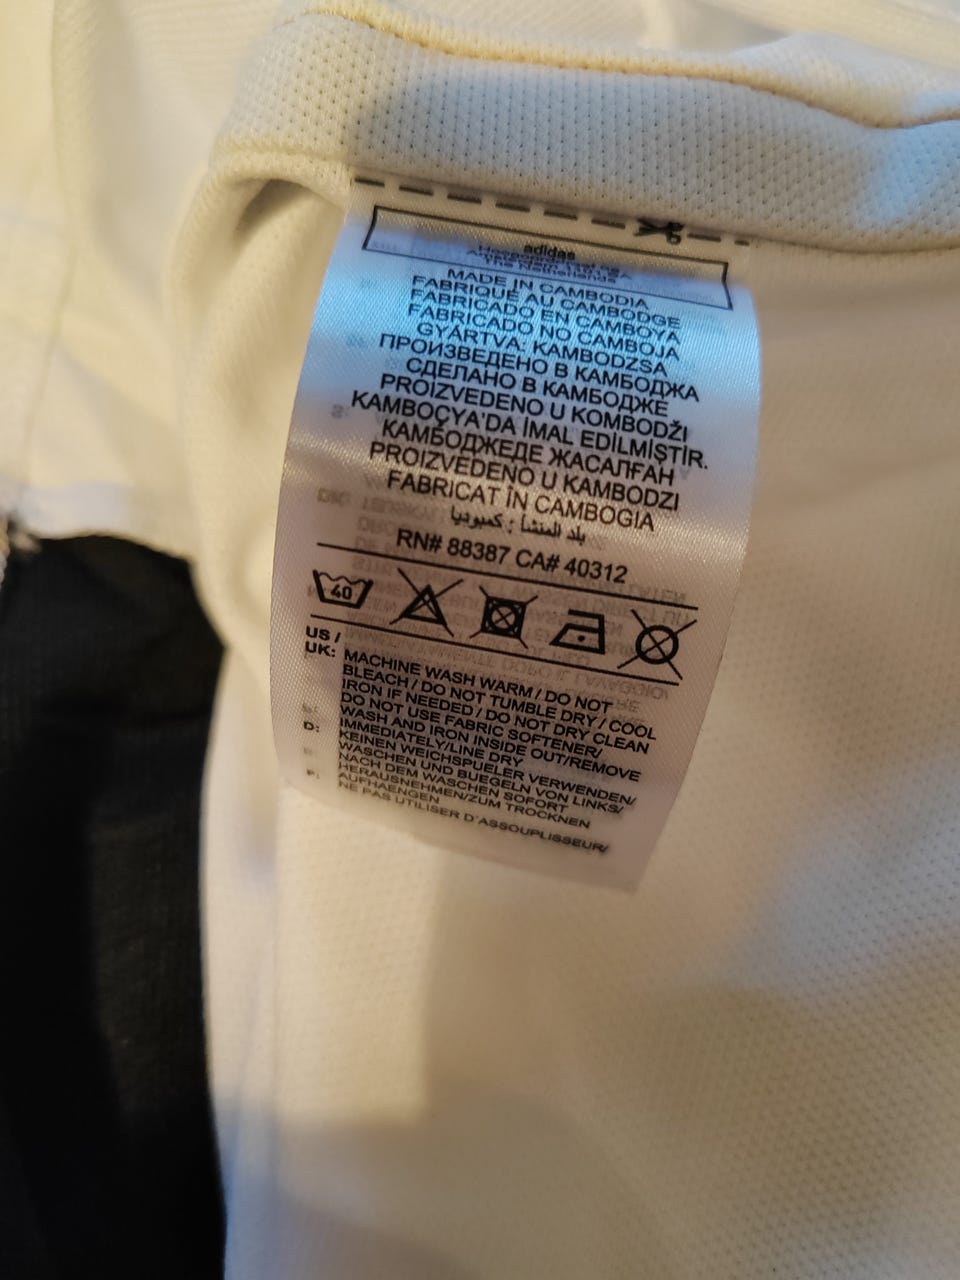 adidas
MADE IN CAMBODIA
FABRIQUÉ AU CAMBODGE
FABRICADO EN CAMBOYA
FABRICADO NO CAMBOJA
GYÁRTVA: KAMBODZSA
ПРОИЗВЕДЕНО В КАМБОДЖА
СДЕЛАНО В КАМБОДЖЕ
PROIZVEDENO U KOMBODŽI
KAMBOÇYA'DA İMAL EDİLMİŞTİR.
КАМБОДЖЕДЕ ЖАСАЛҒАН
PROIZVEDENO U KAMBODZI
FABRICAT ÎN CAMBOGIA
بلد المنشأ : كمبوديا
RN# 88387 CA# 40312
40
US /
UK: MACHINE WASH WARM / DO NOT
BLEACH / DO NOT TUMBLE DRY / COOL
IRON IF NEEDED / DO NOT DRY CLEAN
DO NOT USE FABRIC SOFTENER/
WASH AND IRON INSIDE OUT/REMOVE
IMMEDIATELY/LINE DRY
D: KEINEN WEICHSPUELER VERWENDEN/
WASCHEN UND BUEGELN VON LINKS/
NACH DEM WASCHEN SOFORT
HERAUSNEHMEN/ZUM TROCKNEN
AUFHAENGEN
F: NE PAS UTILISER D'ASSOUPLISSEUR/